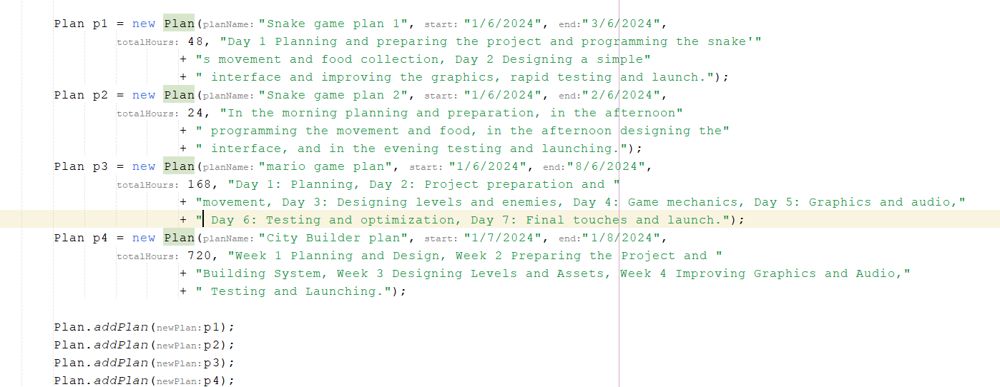 Plan p1 = new Plan(planName: "Snake game plan 1", start: "1/6/2024", end:"3/6/2024",
totalHours: 48, "Day 1 Planning and preparing the project and programming the snake'"
+ "s movement and food collection, Day 2 Designing a simple"
+ " interface and improving the graphics, rapid testing and launch.");
Plan p2 = new Plan(planName: "Snake game plan 2", start: "1/6/2024", end:"2/6/2024",
totalHours: 24, "In the morning planning and preparation, in the afternoon"
+ " programming the movement and food, in the afternoon designing the"
+ " interface, and in the evening testing and launching.");
Plan p3 = new Plan(planName: "mario game plan", start: "1/6/2024", end:"8/6/2024",
totalHours: 168, "Day 1: Planning, Day 2: Project preparation and "
+ "movement, Day 3: Designing levels and enemies, Day 4: Game mechanics, Day 5: Graphics and audio,"
+ " Day 6: Testing and optimization, Day 7: Final touches and launch.");
Plan p4 = new Plan(planName: "City Builder plan", start: "1/7/2024", end:"1/8/2024",
totalHours: 720, "Week 1 Planning and Design, Week 2 Preparing the Project and "
+ "Building System, Week 3 Designing Levels and Assets, Week 4 Improving Graphics and Audio,"
+ " Testing and Launching.");
Plan.addPlan(newPlan:p1);
Plan.addPlan(newPlan:p2);
Plan.addPlan(newPlan:p3);
Plan.addPlan(newPlan:p4);